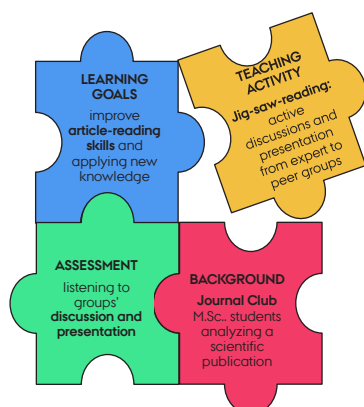 LEARNING
GOALS
improve
article-reading
skills and
applying new
knowledge
TEACHING
ACTIVITY
Jig-saw-reading:
active
discussions and
presentation
from expert to
peer groups
ASSESSMENT
listening to
groups'
discussion and
presentation
BACKGROUND
Journal Club
M.Sc.. students
analyzing a
scientific
publication